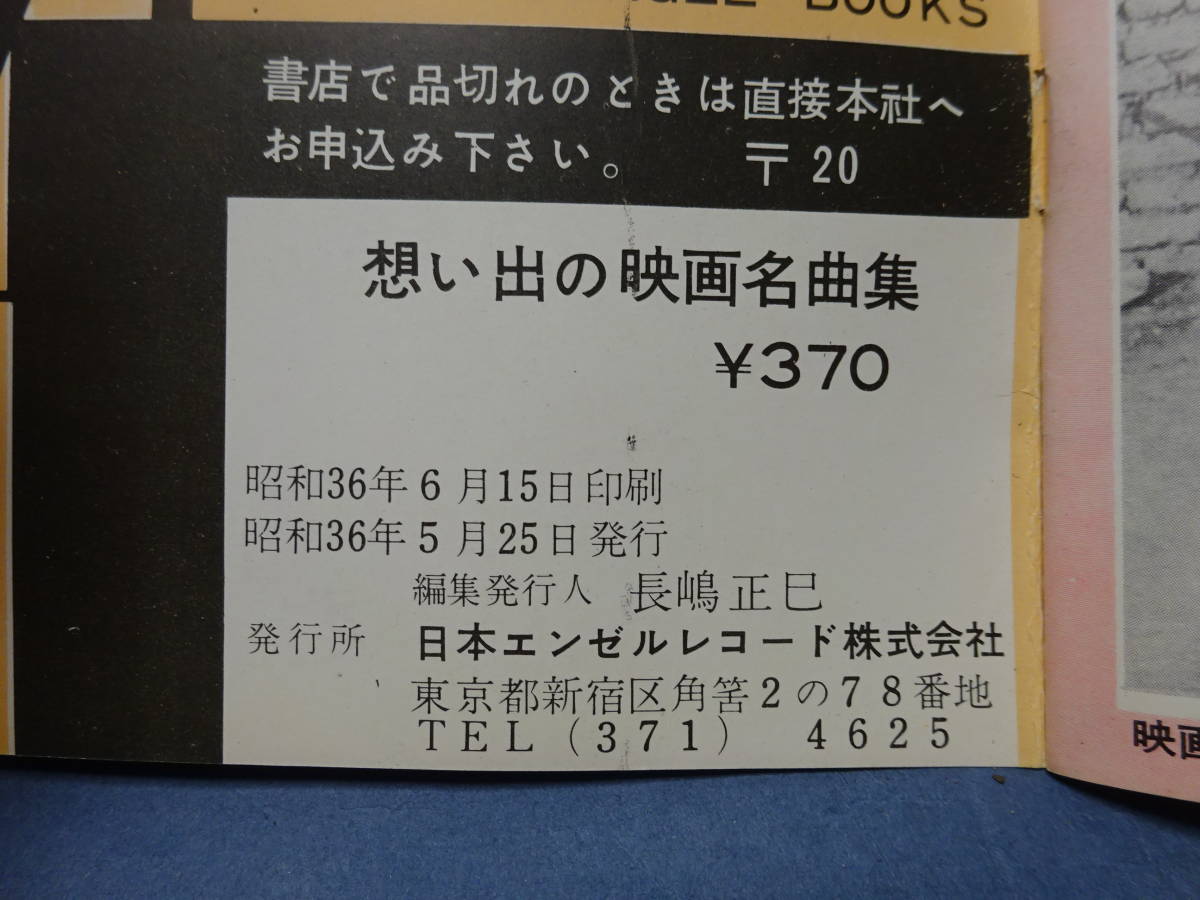 BOOKS
書店で品切れのときは直接本社へ
お申込み下さい。 〒20
想い出の映画名曲集
¥370
昭和36年6月15日印刷
昭和36年5月25日発行
編集発行人 長嶋正巳
発行所 日本エンゼルレコード株式会社
東京都新宿区角筈2の78番地
TEL(371) 4625
映画